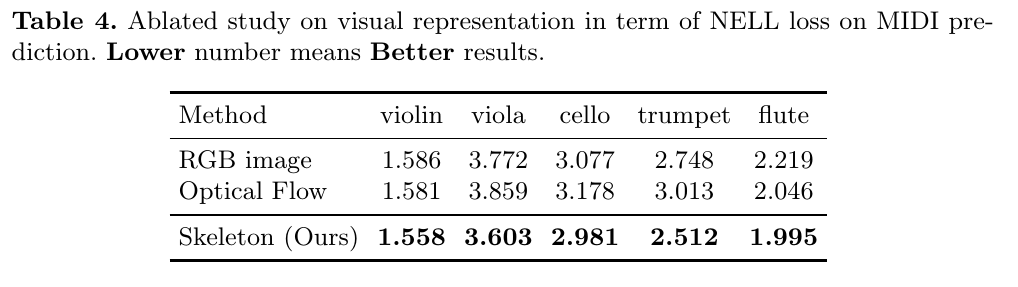 Table 4. Ablated study on visual representation in term of NELL loss on MIDI pre-
diction. Lower number means Better results.
Method violin viola cello trumpet flute
RGB image 1.586 3.772 3.077 2.748 2.219
Optical Flow 1.581 3.859 3.178 3.013 2.046
Skeleton (Ours) 1.558 3.603 2.981 2.512 1.995